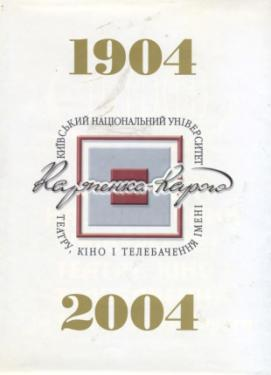 1904
КИЇВСЬКИЙ НАЦІОНАЛЬНИЙ УНІВЕРСИТЕТ
ТЕАТРУ, КІНО І ТЕЛЕБАЧЕННЯ ІМЕНІ
Карпенка-Карого
2004